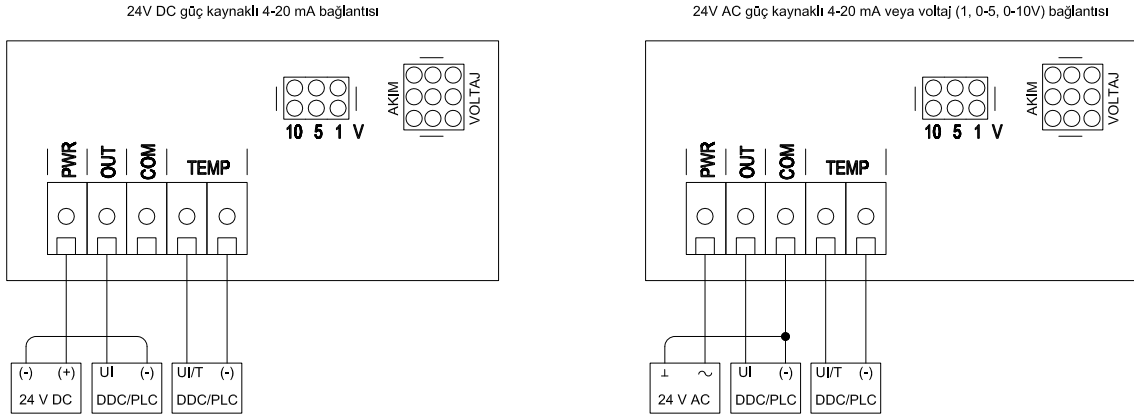 24V DC güç kaynaklı 4-20 mA bağlantısı
AKIM
VOLTAJ
10 5 1 V
PWR
OUT
COM
TEMP
(-) (+)
24 V DC
UI (-)
DDC/PLC
UI/T (-)
DDC/PLC
24V AC güç kaynaklı 4-20 mA veya voltaj (1, 0-5, 0-10V) bağlantısı
AKIM
VOLTAJ
10 5 1 V
PWR
OUT
COM
TEMP
⊥ ~
24 V AC
UI (-)
DDC/PLC
UI/T (-)
DDC/PLC